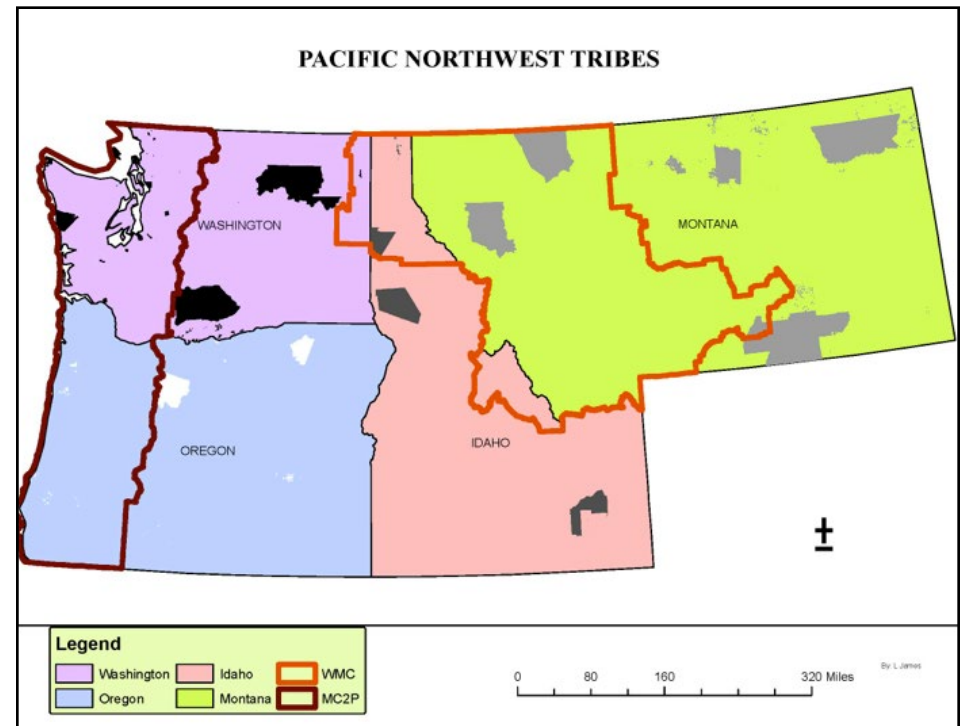 PACIFIC NORTHWEST TRIBES
WASHINGTON
MONTANA
OREGON
IDAHO
Legend
Washington Idaho WMC
Oregon Montana MC2P
0 80 160 320 Miles
By: L James